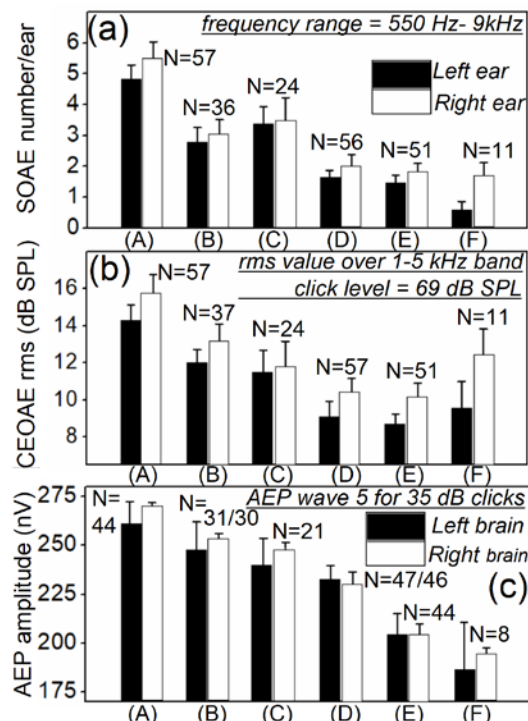 (a)
frequency range = 550 Hz- 9kHz
SOAE number/ear
6
5
4
3
2
1
0
N=57
N=36
N=24
N=56
N=51
N=11
Left ear
Right ear
(A) (B) (C) (D) (E) (F)
(b)
rms value over 1-5 kHz band
click level = 69 dB SPL
CEOAE rms (dB SPL)
16
14
12
10
8
N=57
N=37
N=24
N=57
N=51
N=11
(A) (B) (C) (D) (E) (F)
AEP wave 5 for 35 dB clicks
AEP amplitude (nV)
275
250
225
200
175
N=
44
N=
31/30
N=21
N=47/46
N=44
N=8
Left brain
Right brain
(c)
(A) (B) (C) (D) (E) (F)